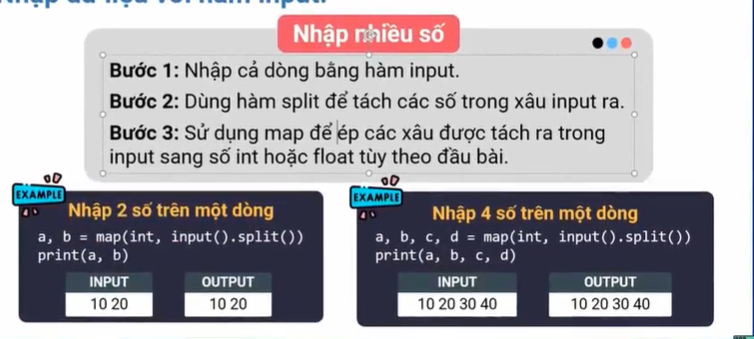 Nhập nhiều số
Bước 1: Nhập cả dòng bằng hàm input.
Bước 2: Dùng hàm split để tách các số trong xâu input ra.
Bước 3: Sử dụng map để ép các xâu được tách ra trong
input sang số int hoặc float tùy theo đầu bài.
EXAMPLE
Nhập 2 số trên một dòng
a, b = map(int, input().split())
print(a, b)
INPUT OUTPUT
10 20 10 20
EXAMPLE
Nhập 4 số trên một dòng
a, b, c, d = map(int, input().split())
print(a, b, c, d)
INPUT OUTPUT
10 20 30 40 10 20 30 40